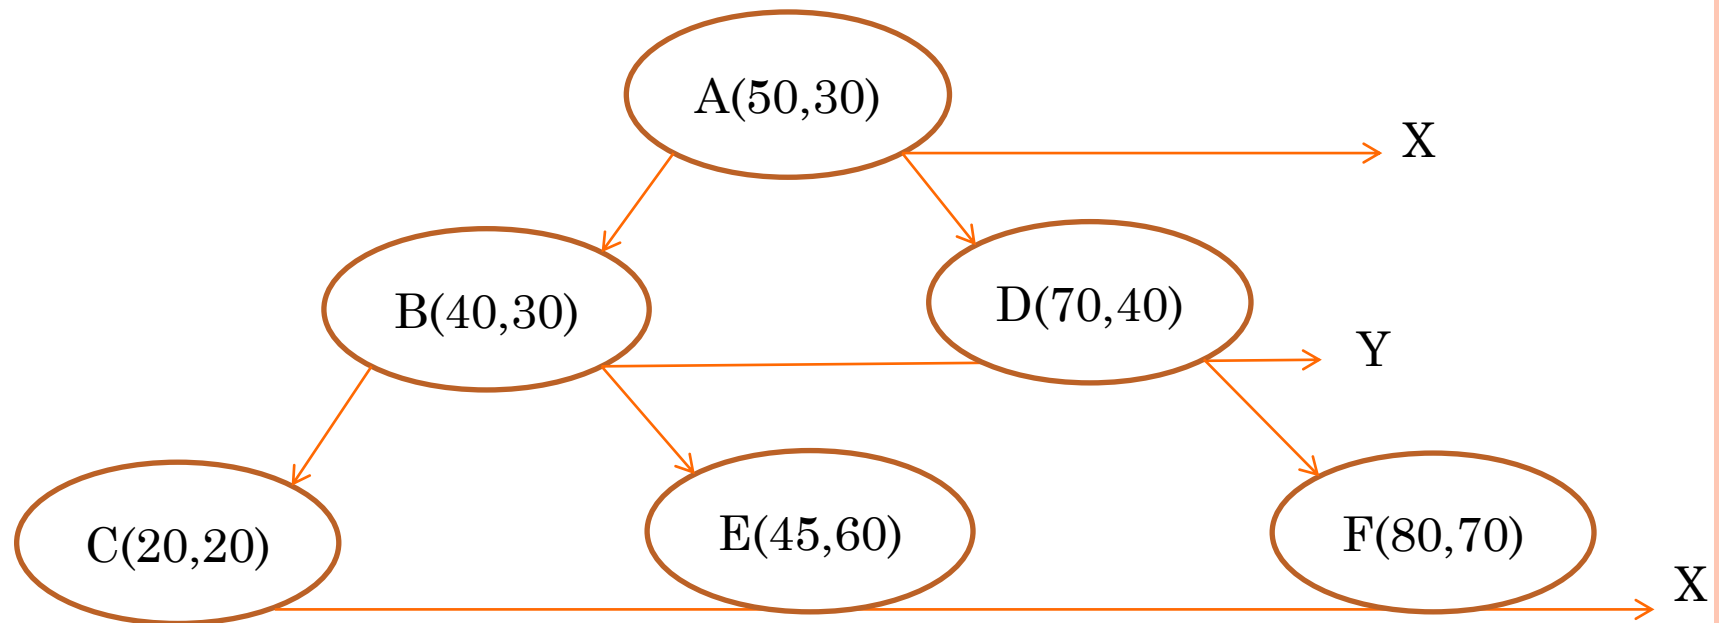 A(50,30)
X
B(40,30)
D(70,40)
Y
C(20,20)
E(45,60)
F(80,70)
X